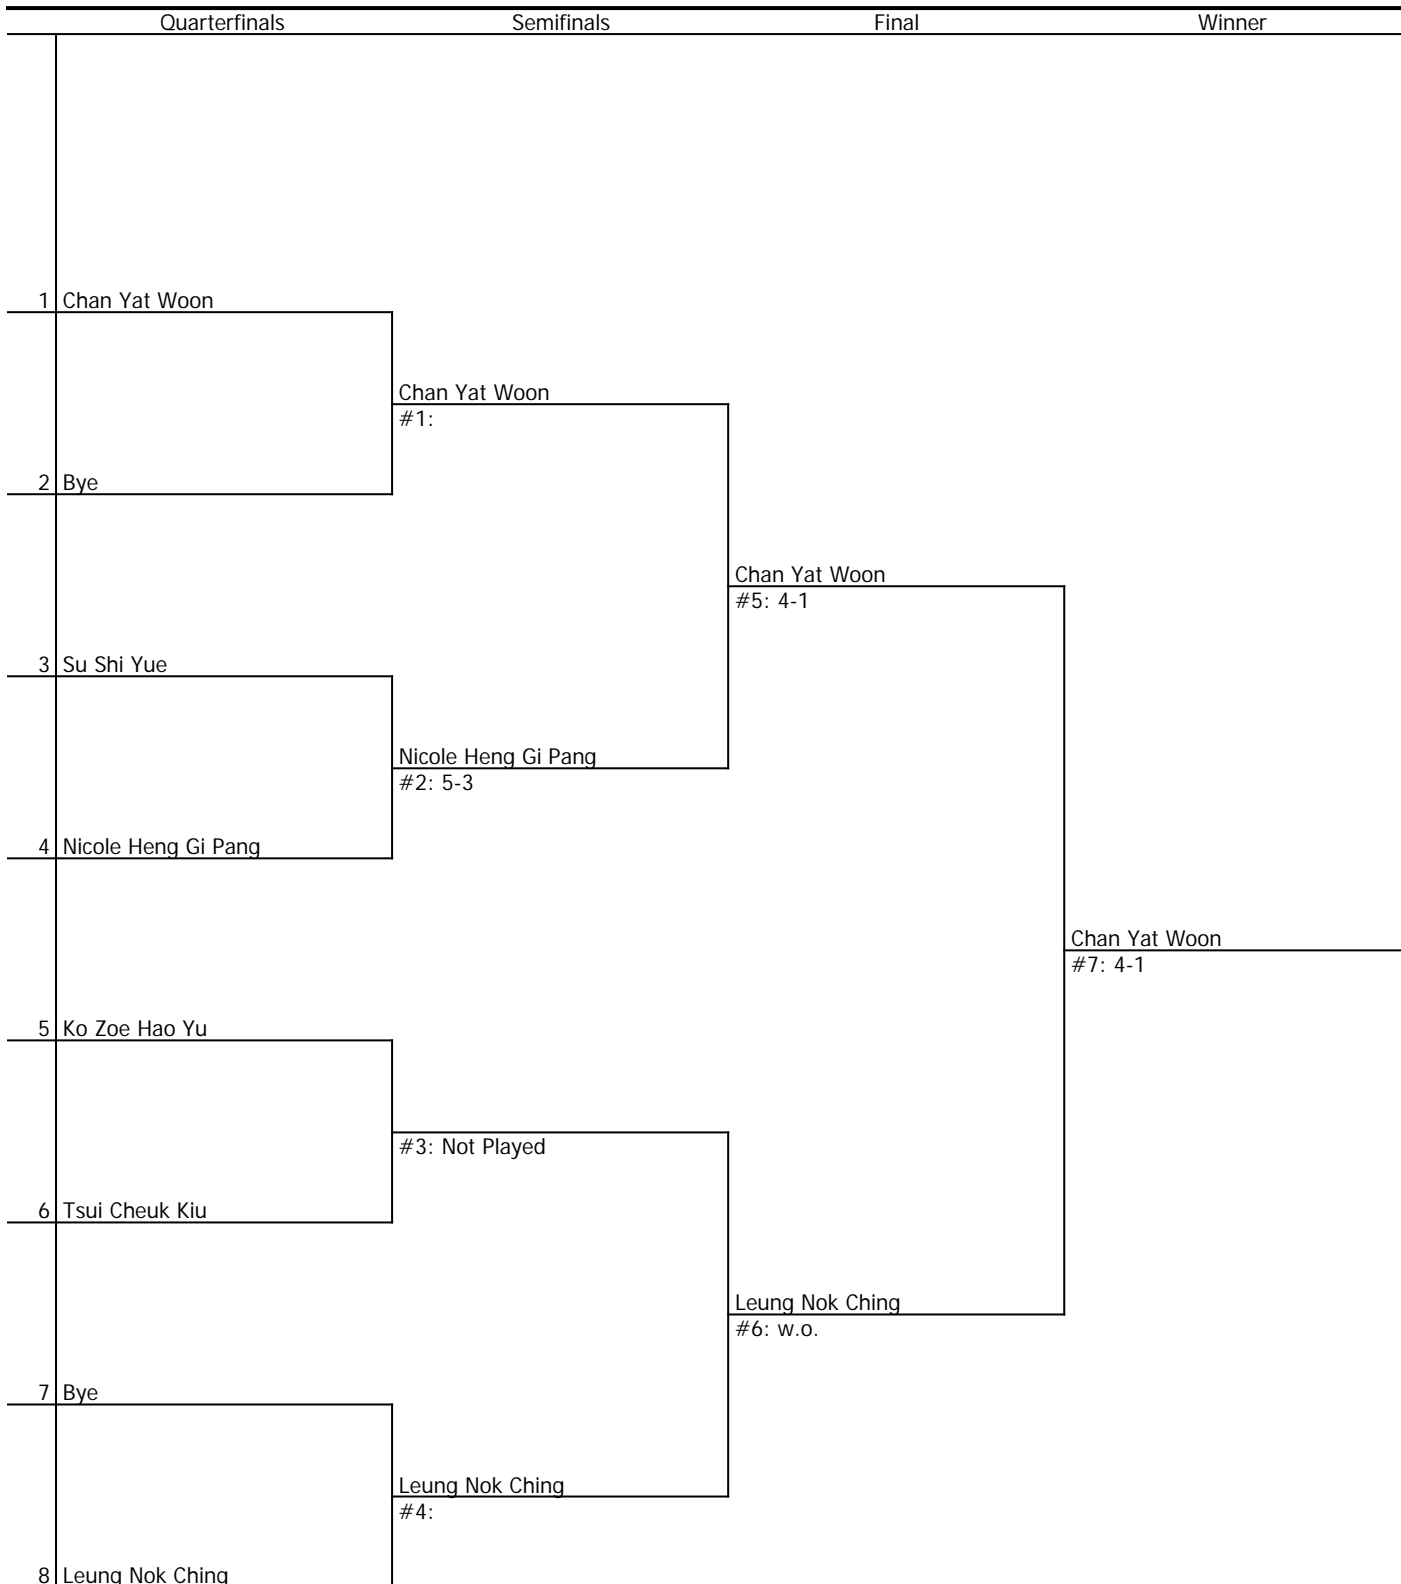 Quarterfinals Semifinals Final Winner
1 Chan Yat Woon
Chan Yat Woon
#1:
2 Bye
Chan Yat Woon
#5: 4-1
3 Su Shi Yue
Nicole Heng Gi Pang
#2: 5-3
4 Nicole Heng Gi Pang
Chan Yat Woon
#7: 4-1
5 Ko Zoe Hao Yu
#3: Not Played
6 Tsui Cheuk Kiu
Leung Nok Ching
#6: w.o.
7 Bye
Leung Nok Ching
#4:
8 Leung Nok Ching